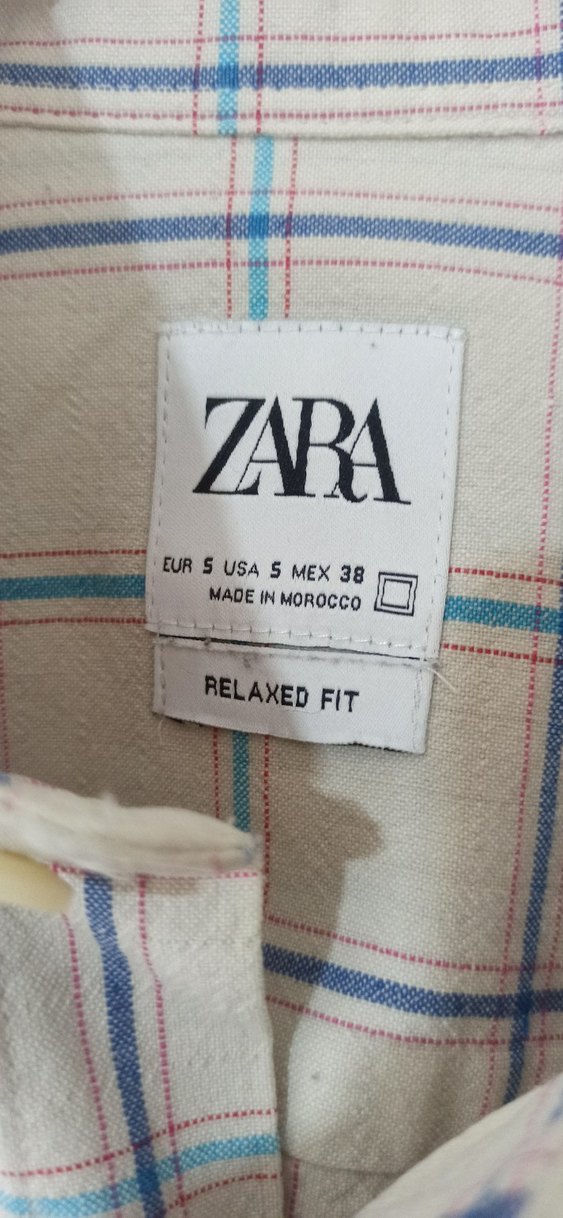 ZARA
EUR S USA S MEX 38
MADE IN MOROCCO
RELAXED FIT